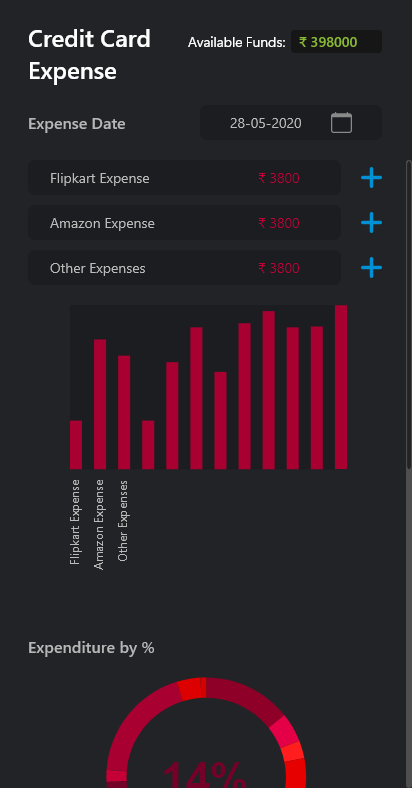 Credit Card
Expense
Available Funds: ₹ 398000
Expense Date 28-05-2020
Flipkart Expense ₹ 3800
Amazon Expense ₹ 3800
Other Expenses ₹ 3800
Flipkart Expense
Amazon Expense
Other Expenses
Expenditure by %
14%